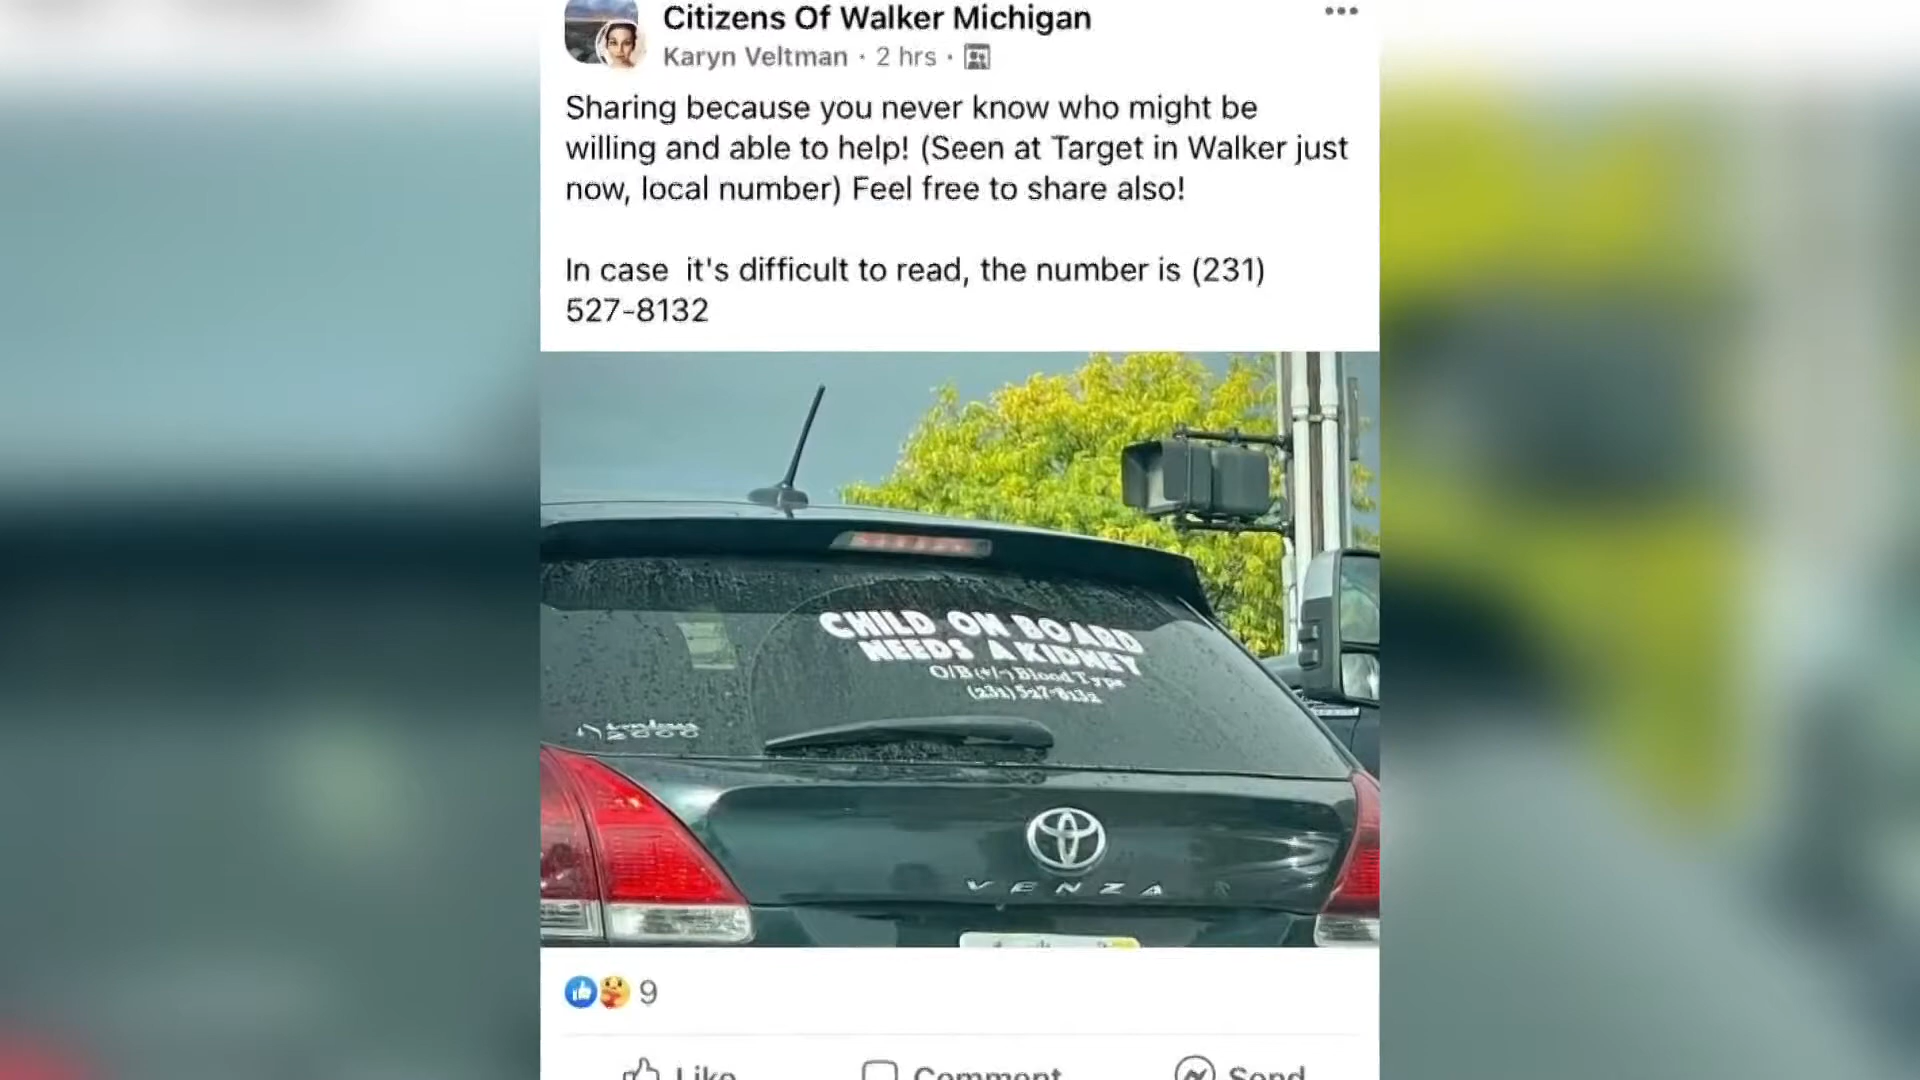 Citizens Of Walker Michigan
Karyn Veltman · 2 hrs ·
Sharing because you never know who might be
willing and able to help! (Seen at Target in Walker just
now, local number) Feel free to share also!
In case it's difficult to read, the number is (231)
527-8132
CHILD ON BOARD
NEEDS A KIDNEY
O/B (+/-) Blood Type
(231) 527-8132
2000
VENZA
9
Like
Comment
Send